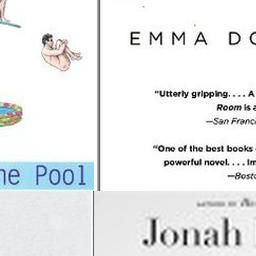 EMMA DO
"Utterly gripping. . . . A
Room is a
—San Franci
"One of the best books
powerful novel. . . . Im
—Bosto
ne Pool
Jonah